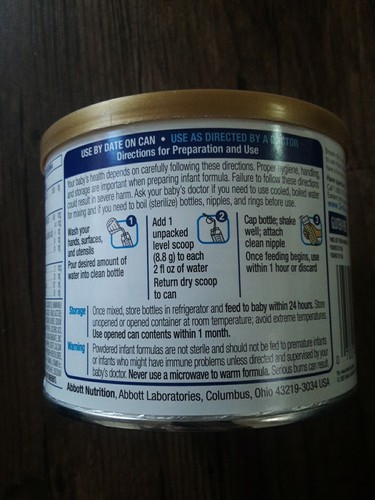 USE BY DATE ON CAN • USE AS DIRECTED BY A DOCTOR
Directions for Preparation and Use
Your baby's health depends on carefully following these directions. Proper hygiene, handling,
and storage are important when preparing infant formula. Failure to follow these directions
could result in severe harm. Ask your baby's doctor if you need to use cooled, boiled water
for mixing and if you need to boil (sterilize) bottles, nipples, and rings before use.
1
Wash your
hands, surfaces,
and utensils
Pour desired amount of
water into clean bottle
2
Add 1
unpacked
level scoop
(8.8 g) to each
2 fl oz of water
Return dry scoop
to can
3
Cap bottle; shake
well; attach
clean nipple
Once feeding begins, use
within 1 hour or discard
Storage
Once mixed, store bottles in refrigerator and feed to baby within 24 hours. Store
unopened or opened container at room temperature; avoid extreme temperatures.
Use opened can contents within 1 month.
Warning
Powdered infant formulas are not sterile and should not be fed to premature infants
or infants who might have immune problems unless directed and supervised by your
baby's doctor. Never use a microwave to warm formula. Serious burns can result
Abbott Nutrition, Abbott Laboratories, Columbus, Ohio 43219-3034 USA